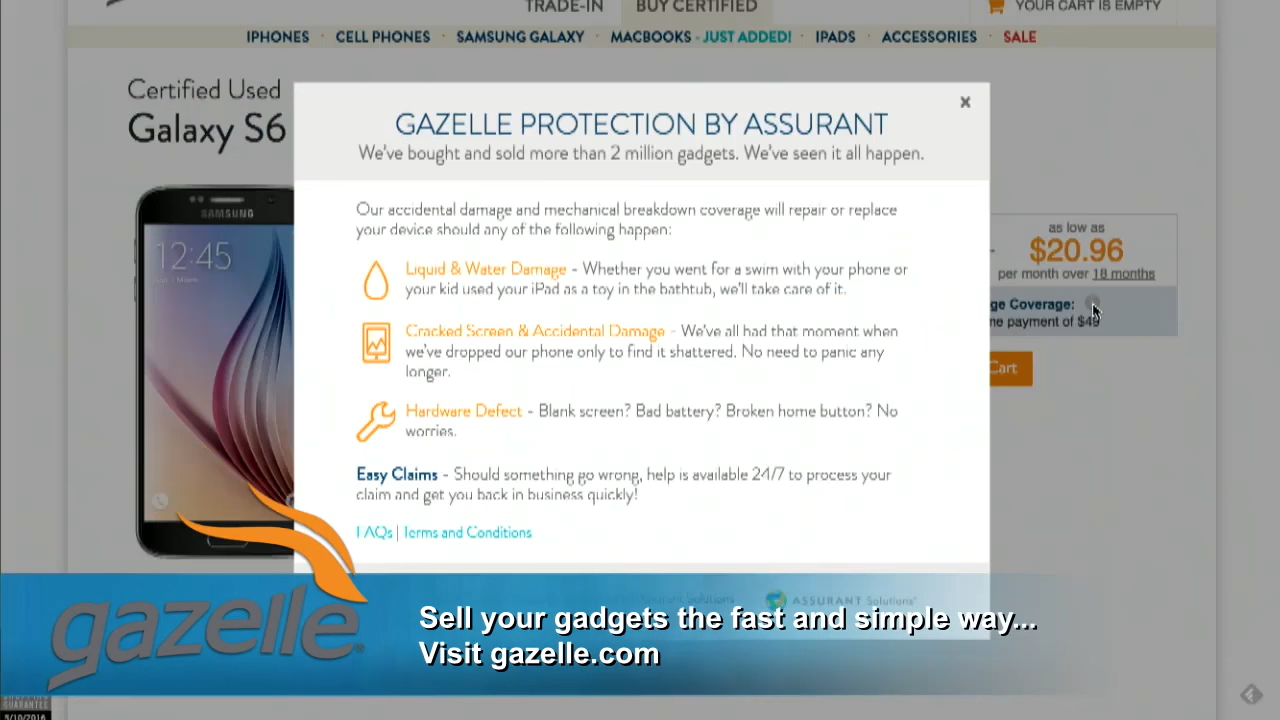 TRADE-IN
BUY CERTIFIED
YOUR CART IS EMPTY
IPHONES · CELL PHONES · SAMSUNG GALAXY · MACBOOKS - JUST ADDED! · IPADS · ACCESSORIES · SALE
Certified Used
Galaxy S6
x
GAZELLE PROTECTION BY ASSURANT
We've bought and sold more than 2 million gadgets. We've seen it all happen.
Our accidental damage and mechanical breakdown coverage will repair or replace
your device should any of the following happen:
Liquid & Water Damage - Whether you went for a swim with your phone or
your kid used your iPad as a toy in the bathtub, we'll take care of it.
Cracked Screen & Accidental Damage - We've all had that moment when
we've dropped our phone only to find it shattered. No need to panic any
longer.
Hardware Defect - Blank screen? Bad battery? Broken home button? No
worries.
Easy Claims - Should something go wrong, help is available 24/7 to process your
claim and get you back in business quickly!
FAQs | Terms and Conditions
SAMSUNG
12:45
as low as
$20.96
per month over 18 months
ge Coverage:
payment of $49
Cart
Solutions
ASSURANT Solutions
gazelle
Sell your gadgets the fast and simple way...
Visit gazelle.com
GUARANTEE
5/10/2016